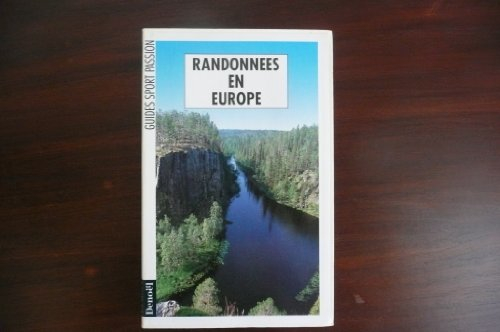 RANDONNEES
EN
EUROPE
GUIDES SPORT PASSION
Denoël